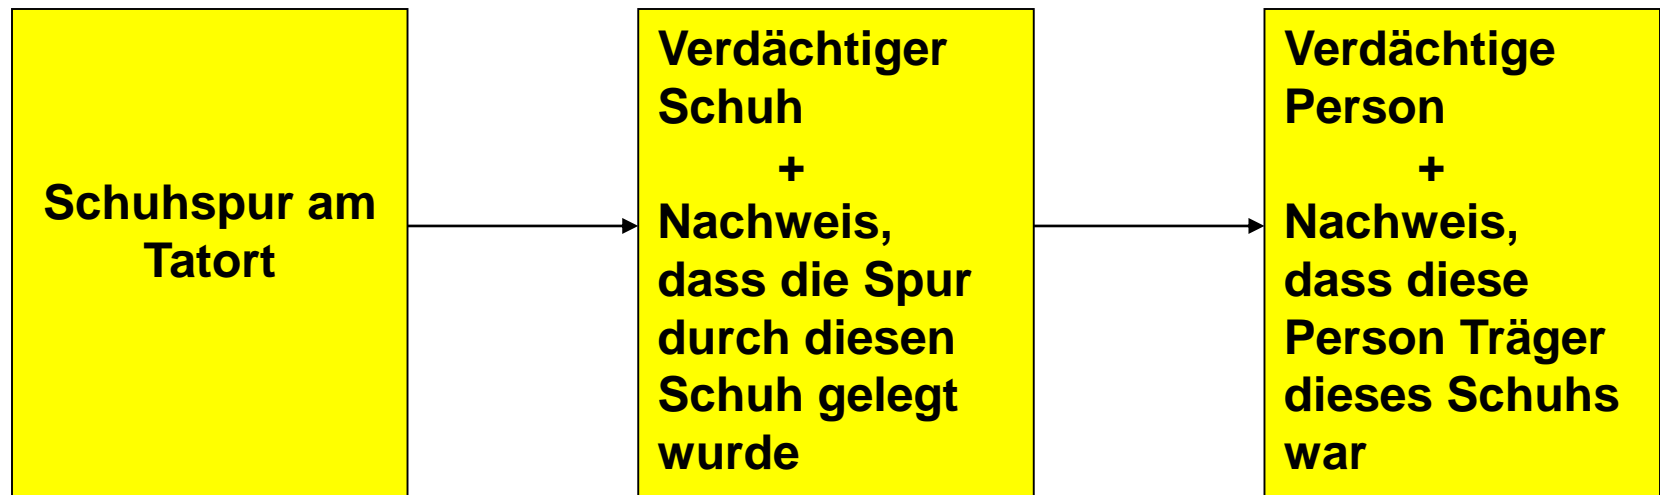 Schuhspur am
Tatort
Verdächtiger
Schuh
+
Nachweis,
dass die Spur
durch diesen
Schuh gelegt
wurde
Verdächtige
Person
+
Nachweis,
dass diese
Person Träger
dieses Schuhs
war